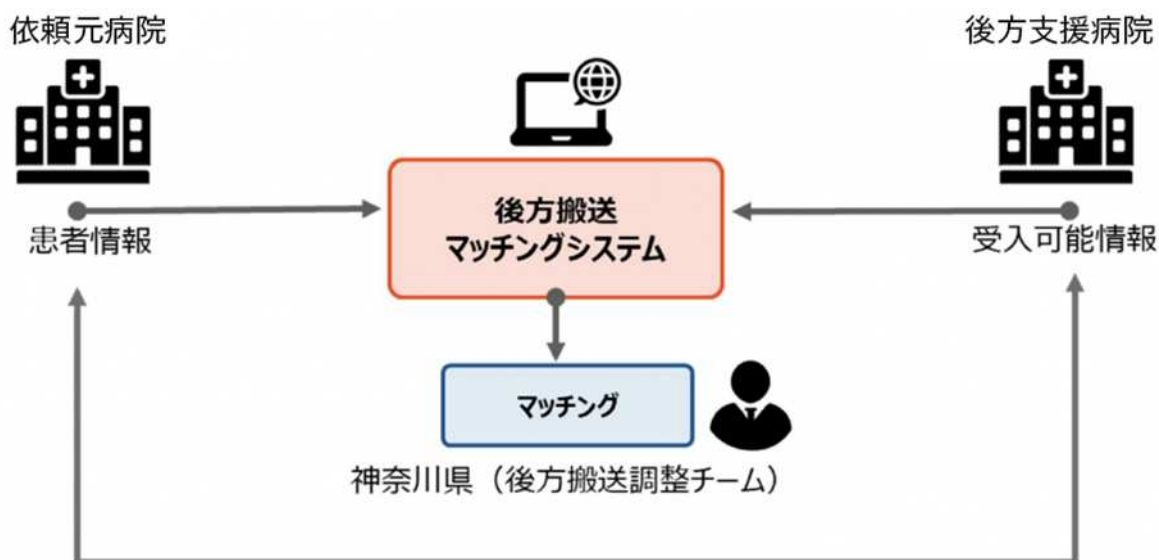 依頼元病院
後方支援病院
後方搬送
マッチングシステム
患者情報
受入可能情報
マッチング
神奈川県（後方搬送調整チーム）